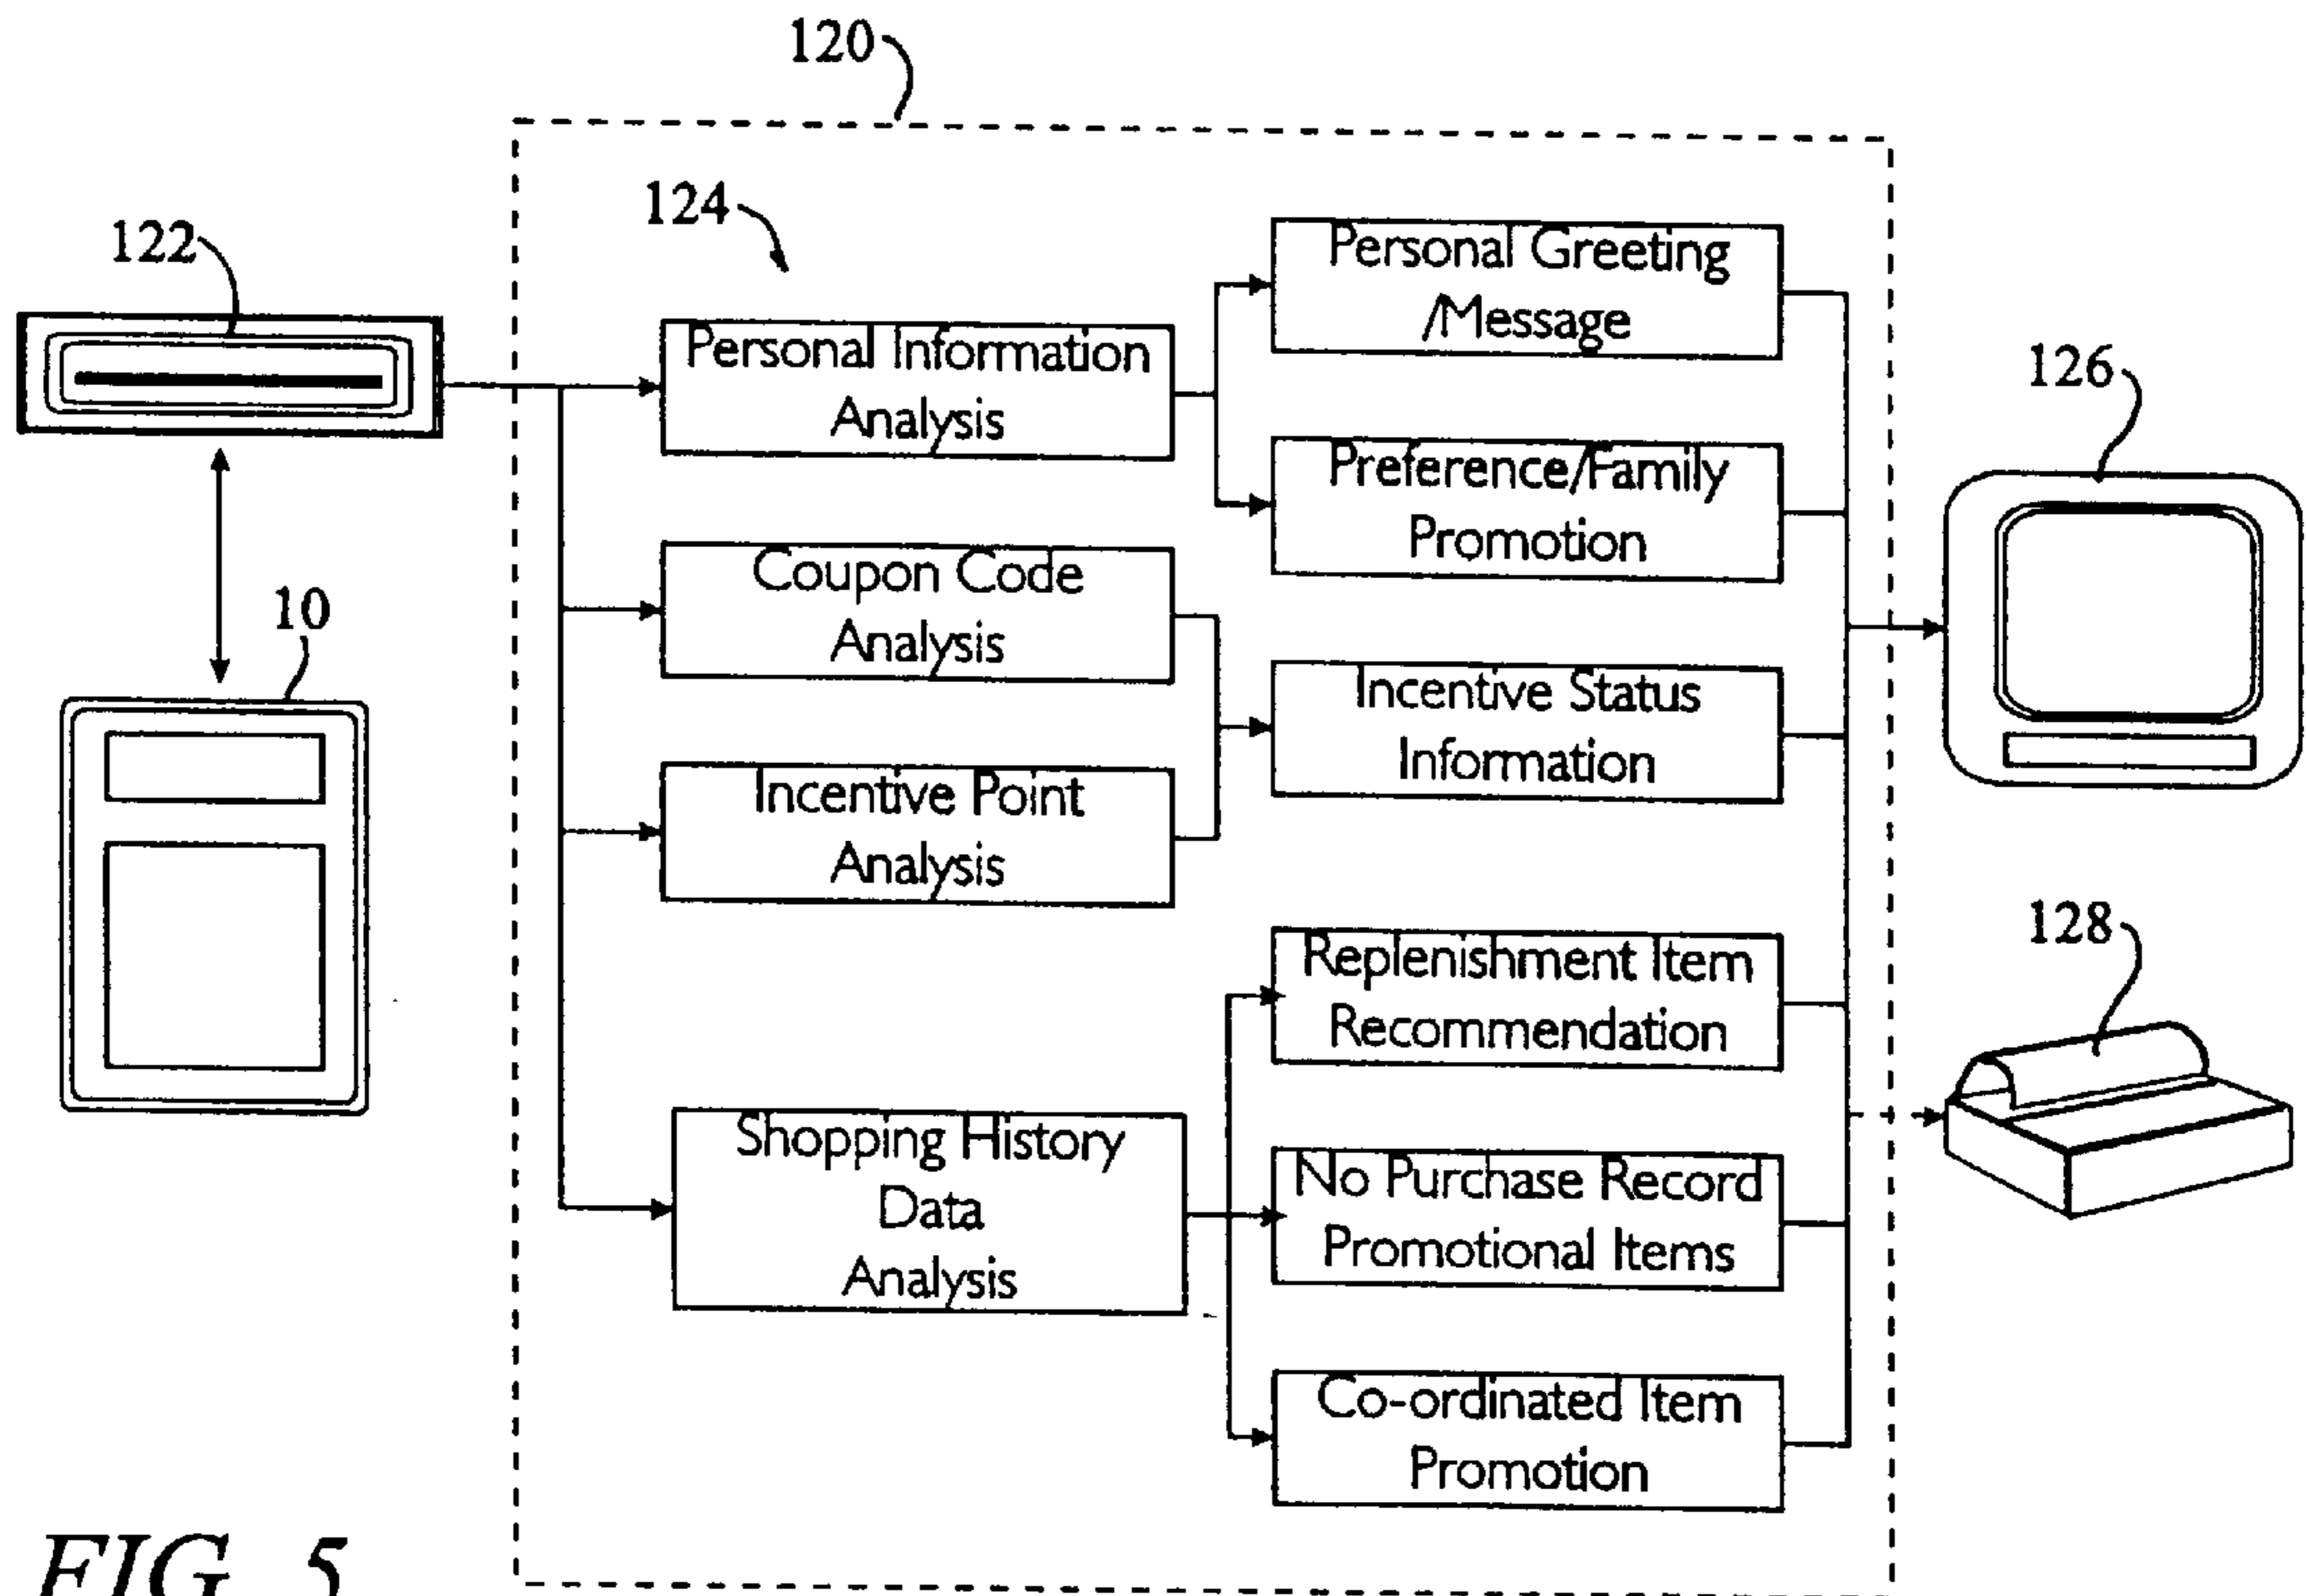 120
124
122
Personal Greeting
/Message
Personal Information
Analysis
126
Preference/Family
Promotion
Coupon Code
Analysis
10
Incentive Status
Information
Incentive Point
Analysis
128
Replenishment Item
Recommendation
Shopping History
Data
Analysis
No Purchase Record
Promotional Items
Co-ordinated Item
Promotion
FIG. 5